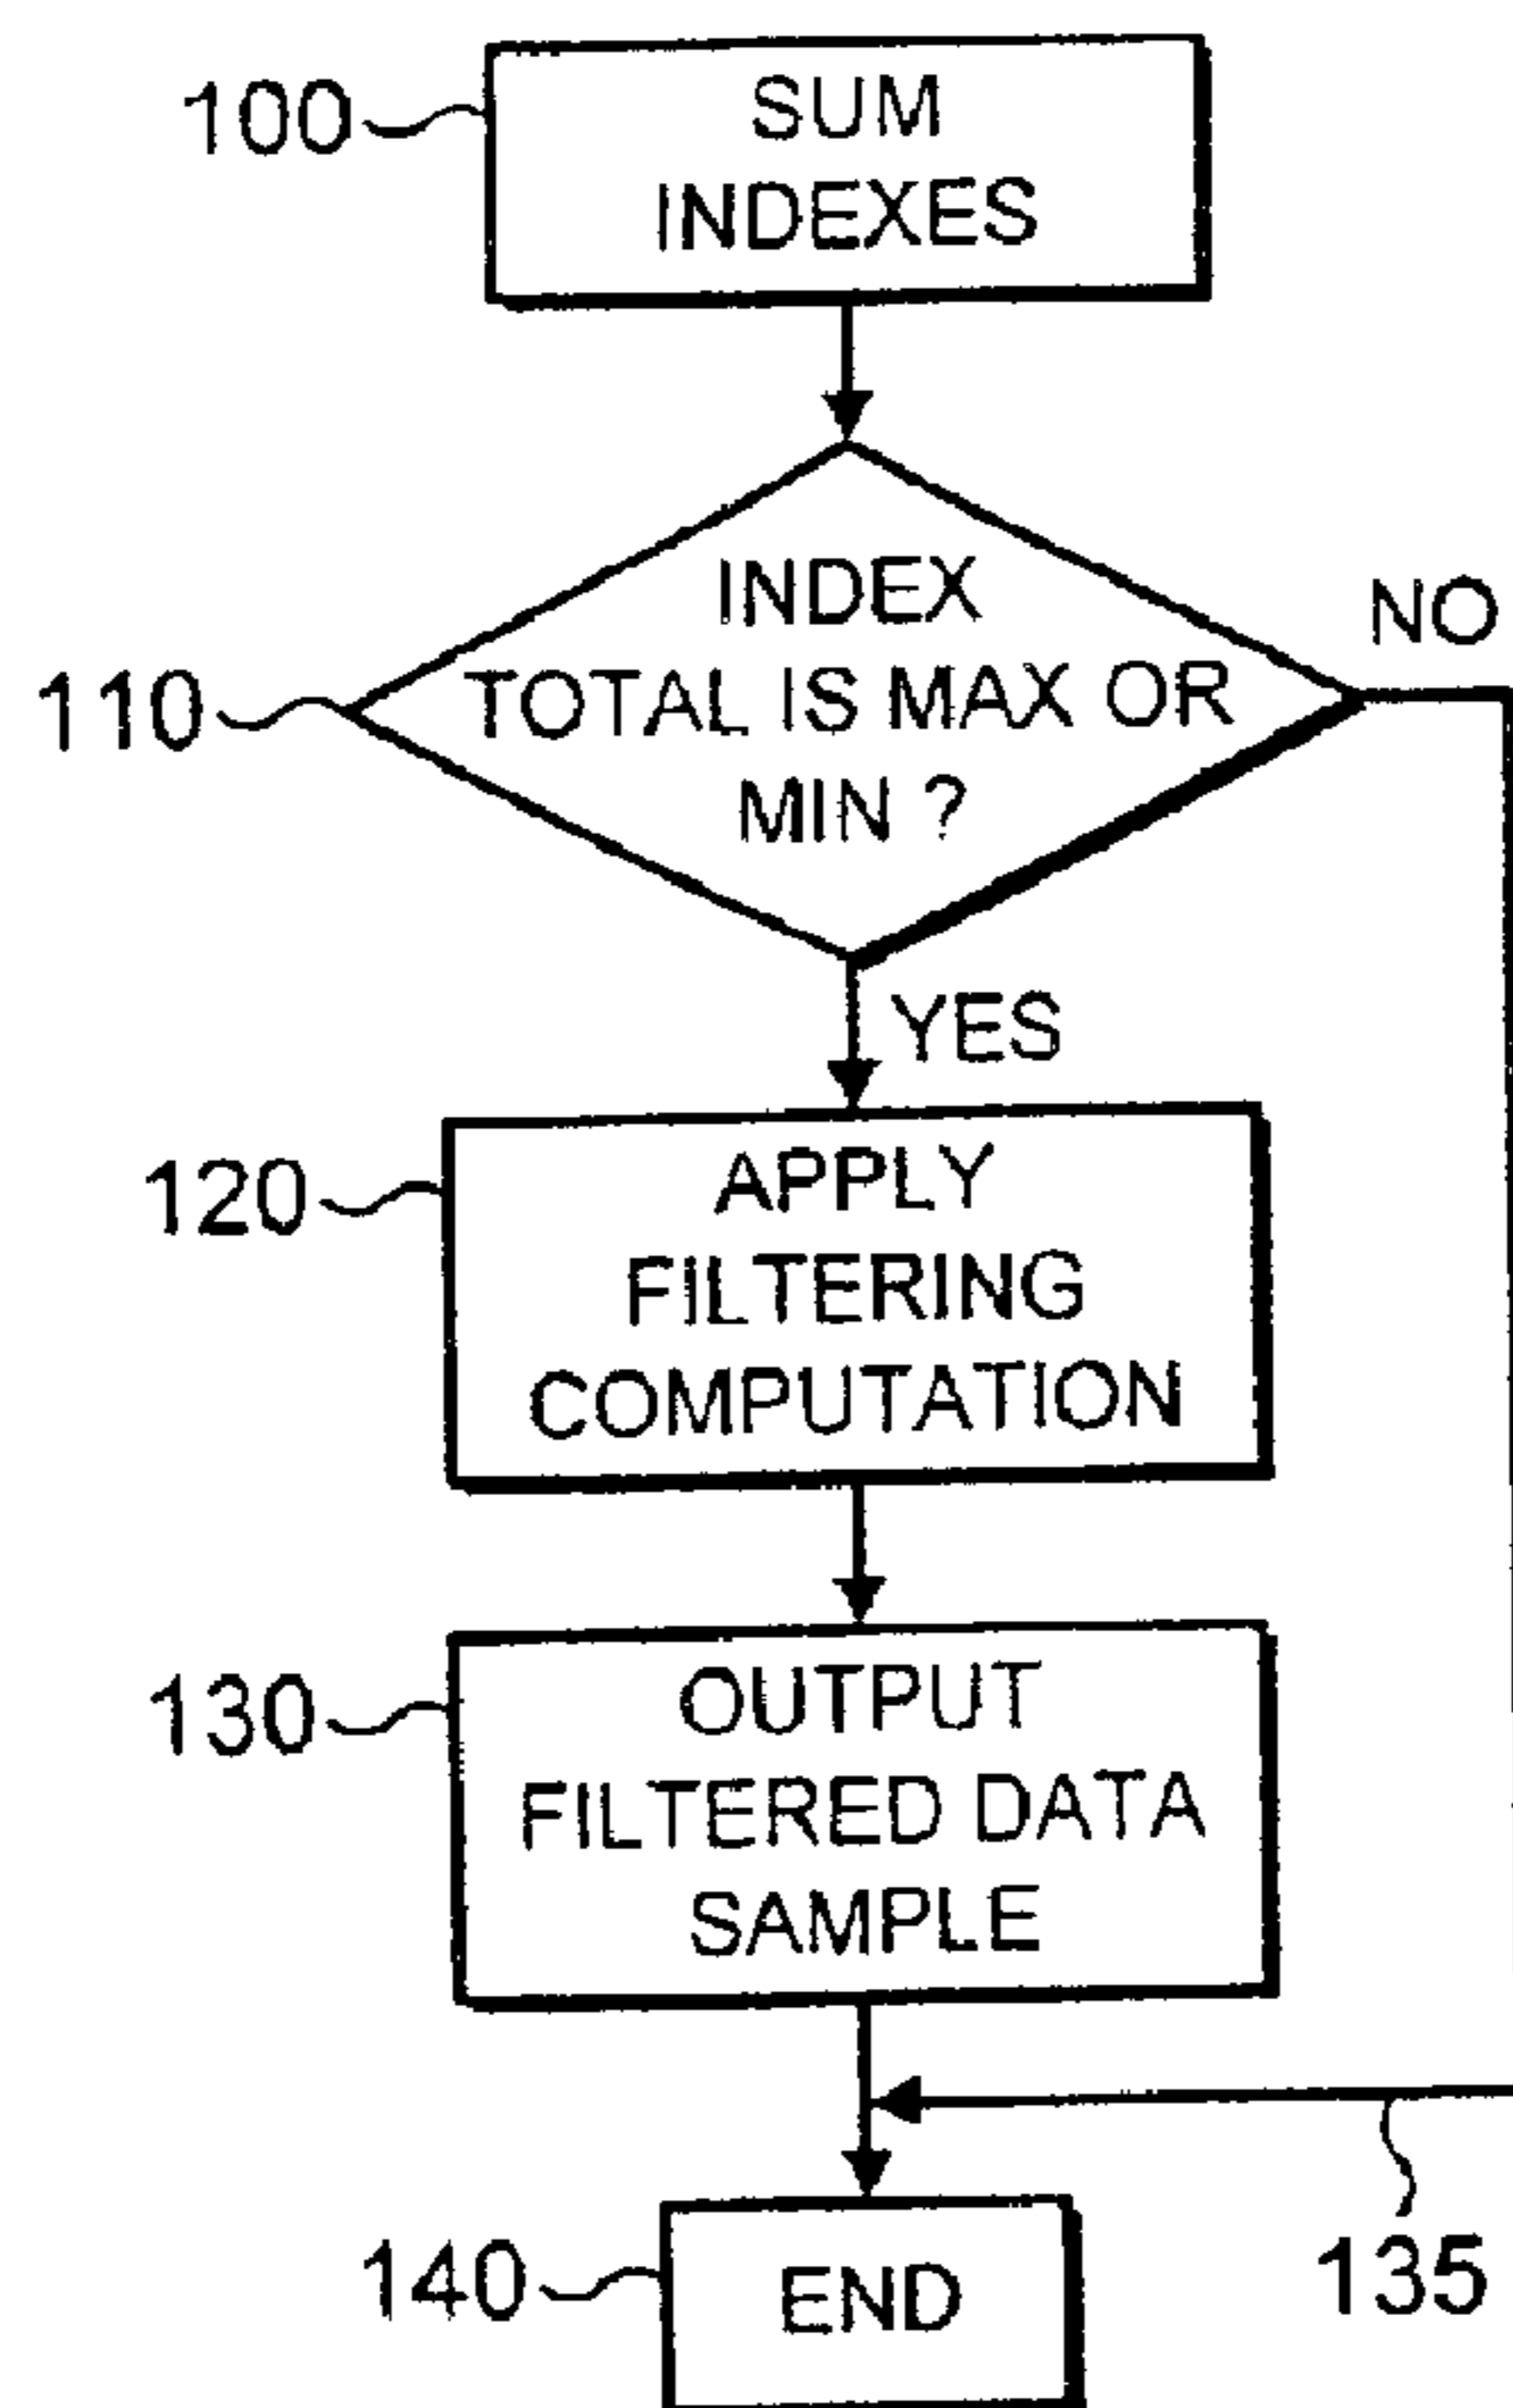 100
SUM
INDEXES
110
INDEX
TOTAL IS MAX OR
MIN ?
NO
YES
120
APPLY
FILTERING
COMPUTATION
130
OUTPUT
FILTERED DATA
SAMPLE
135
140
END